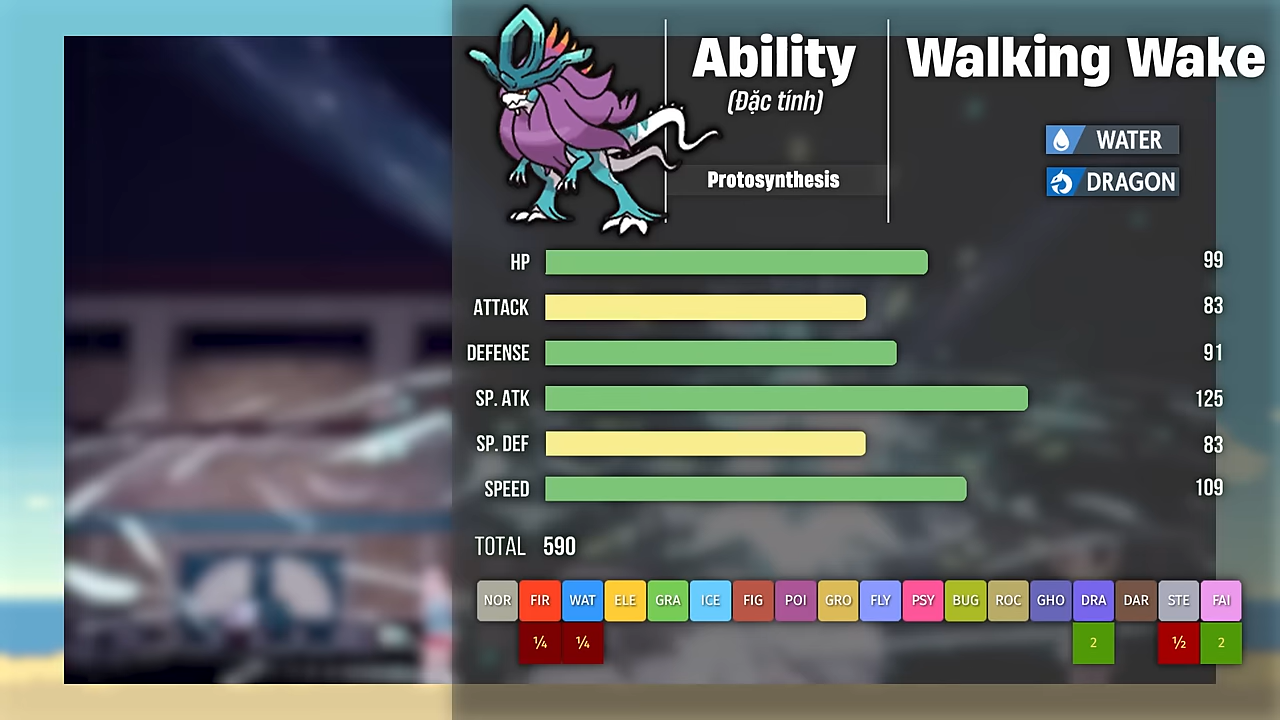 Ability
(Đặc tính)
Protosynthesis
Walking Wake
WATER
DRAGON
HP 99
ATTACK 83
DEFENSE 91
SP. ATK 125
SP. DEF 83
SPEED 109
TOTAL 590
NOR FIR WAT ELE GRA ICE FIG POI GRO FLY PSY BUG ROC GHO DRA DAR STE FAI
¼ ¼ 2 ½ 2